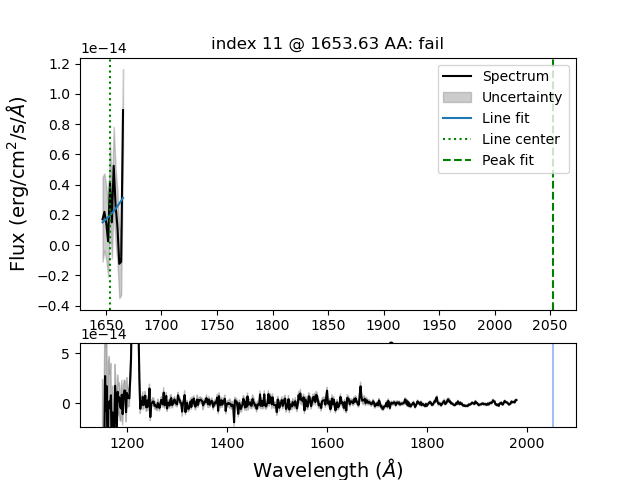 index 11 @ 1653.63 AA: fail
1e−14
1.2
1.0
0.8
0.6
0.4
0.2
0.0
−0.2
−0.4
Flux (erg/cm²/s/Å)
Spectrum
Uncertainty
Line fit
Line center
Peak fit
1650 1700 1750 1800 1850 1900 1950 2000 2050
1e−14
5
0
1200 1400 1600 1800 2000
Wavelength (Å)